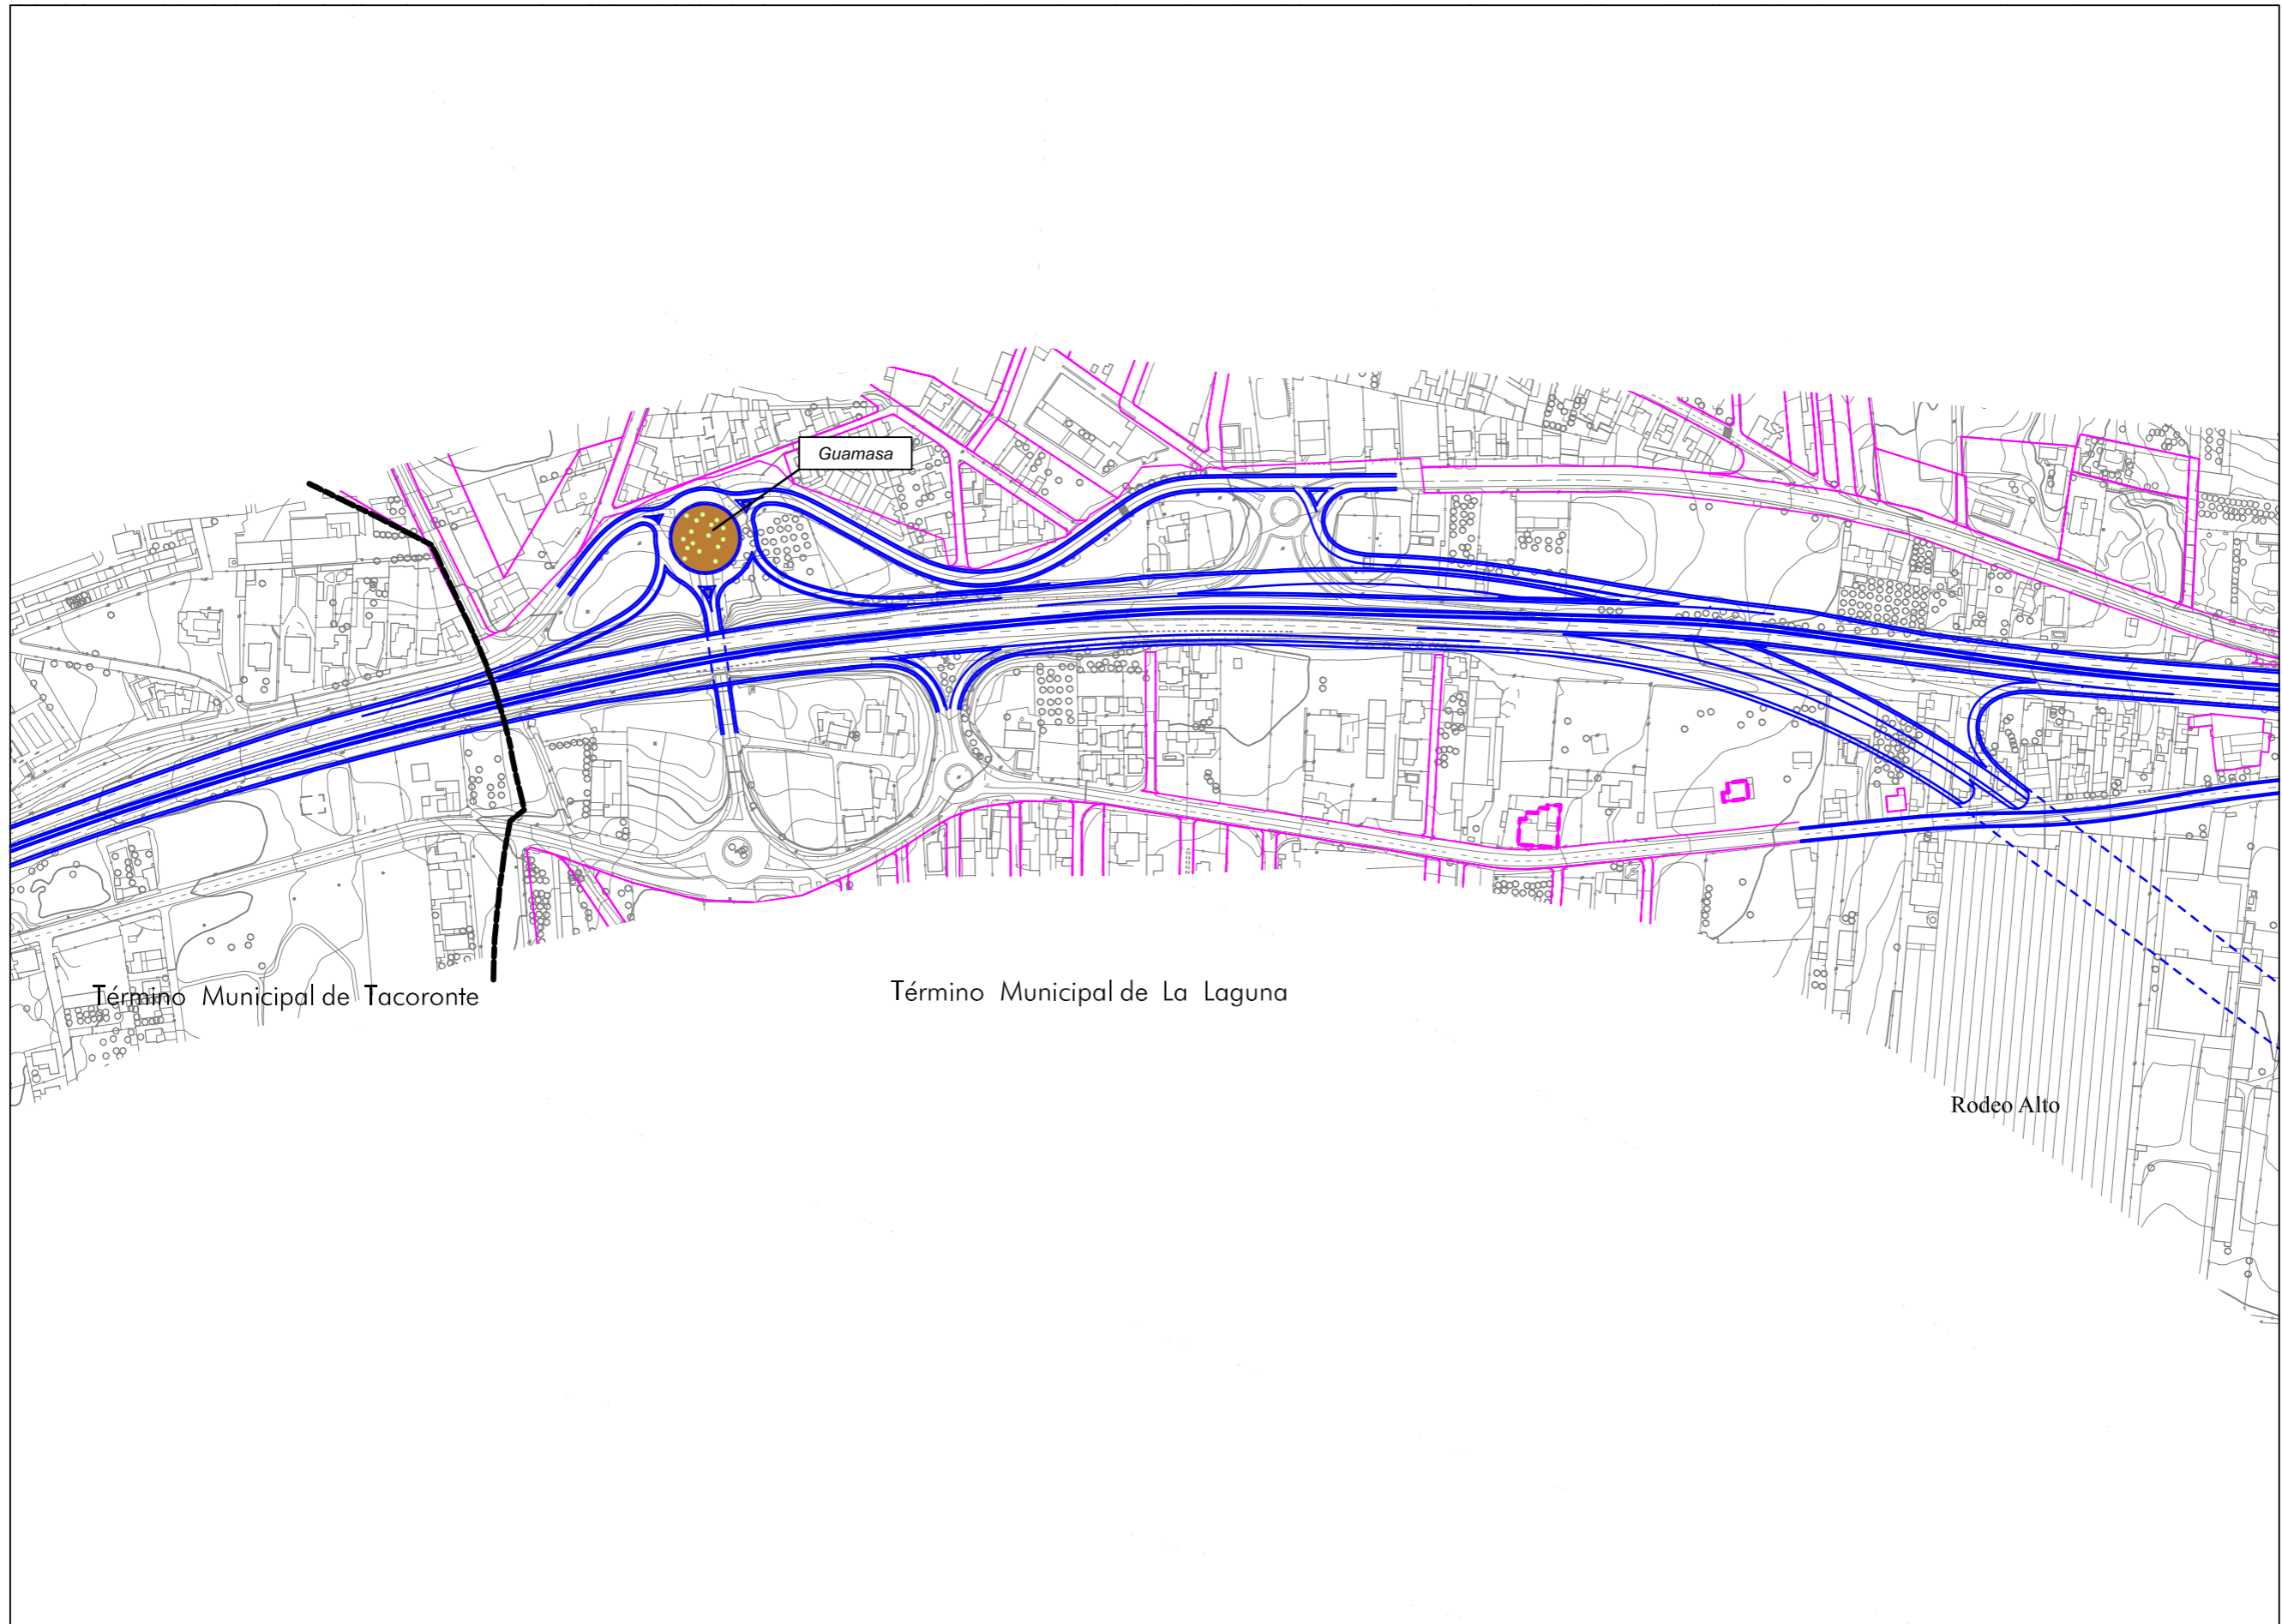 Guamasa
Término Municipal de Tacoronte
Término Municipal de La Laguna
Rodeo Alto